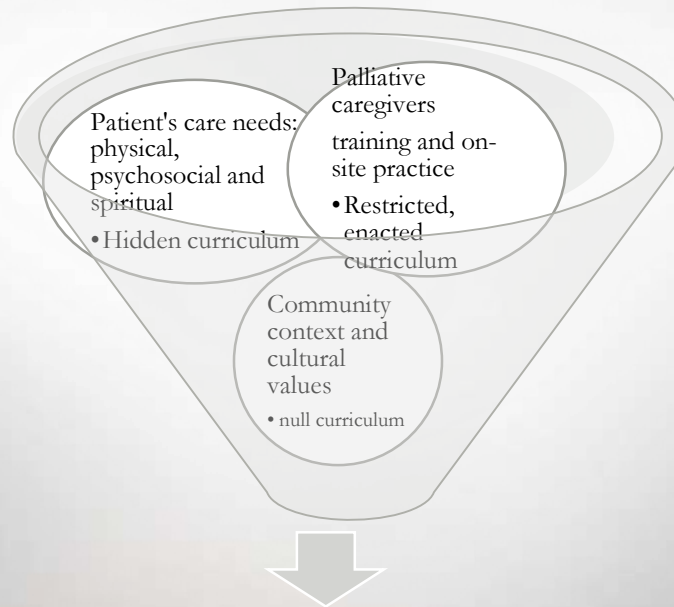 Patient's care needs:
physical,
psychosocial and
spiritual
•Hidden curriculum
Palliative
caregivers
training and on-
site practice
•Restricted,
enacted
curriculum
Community
context and
cultural
values
• null curriculum